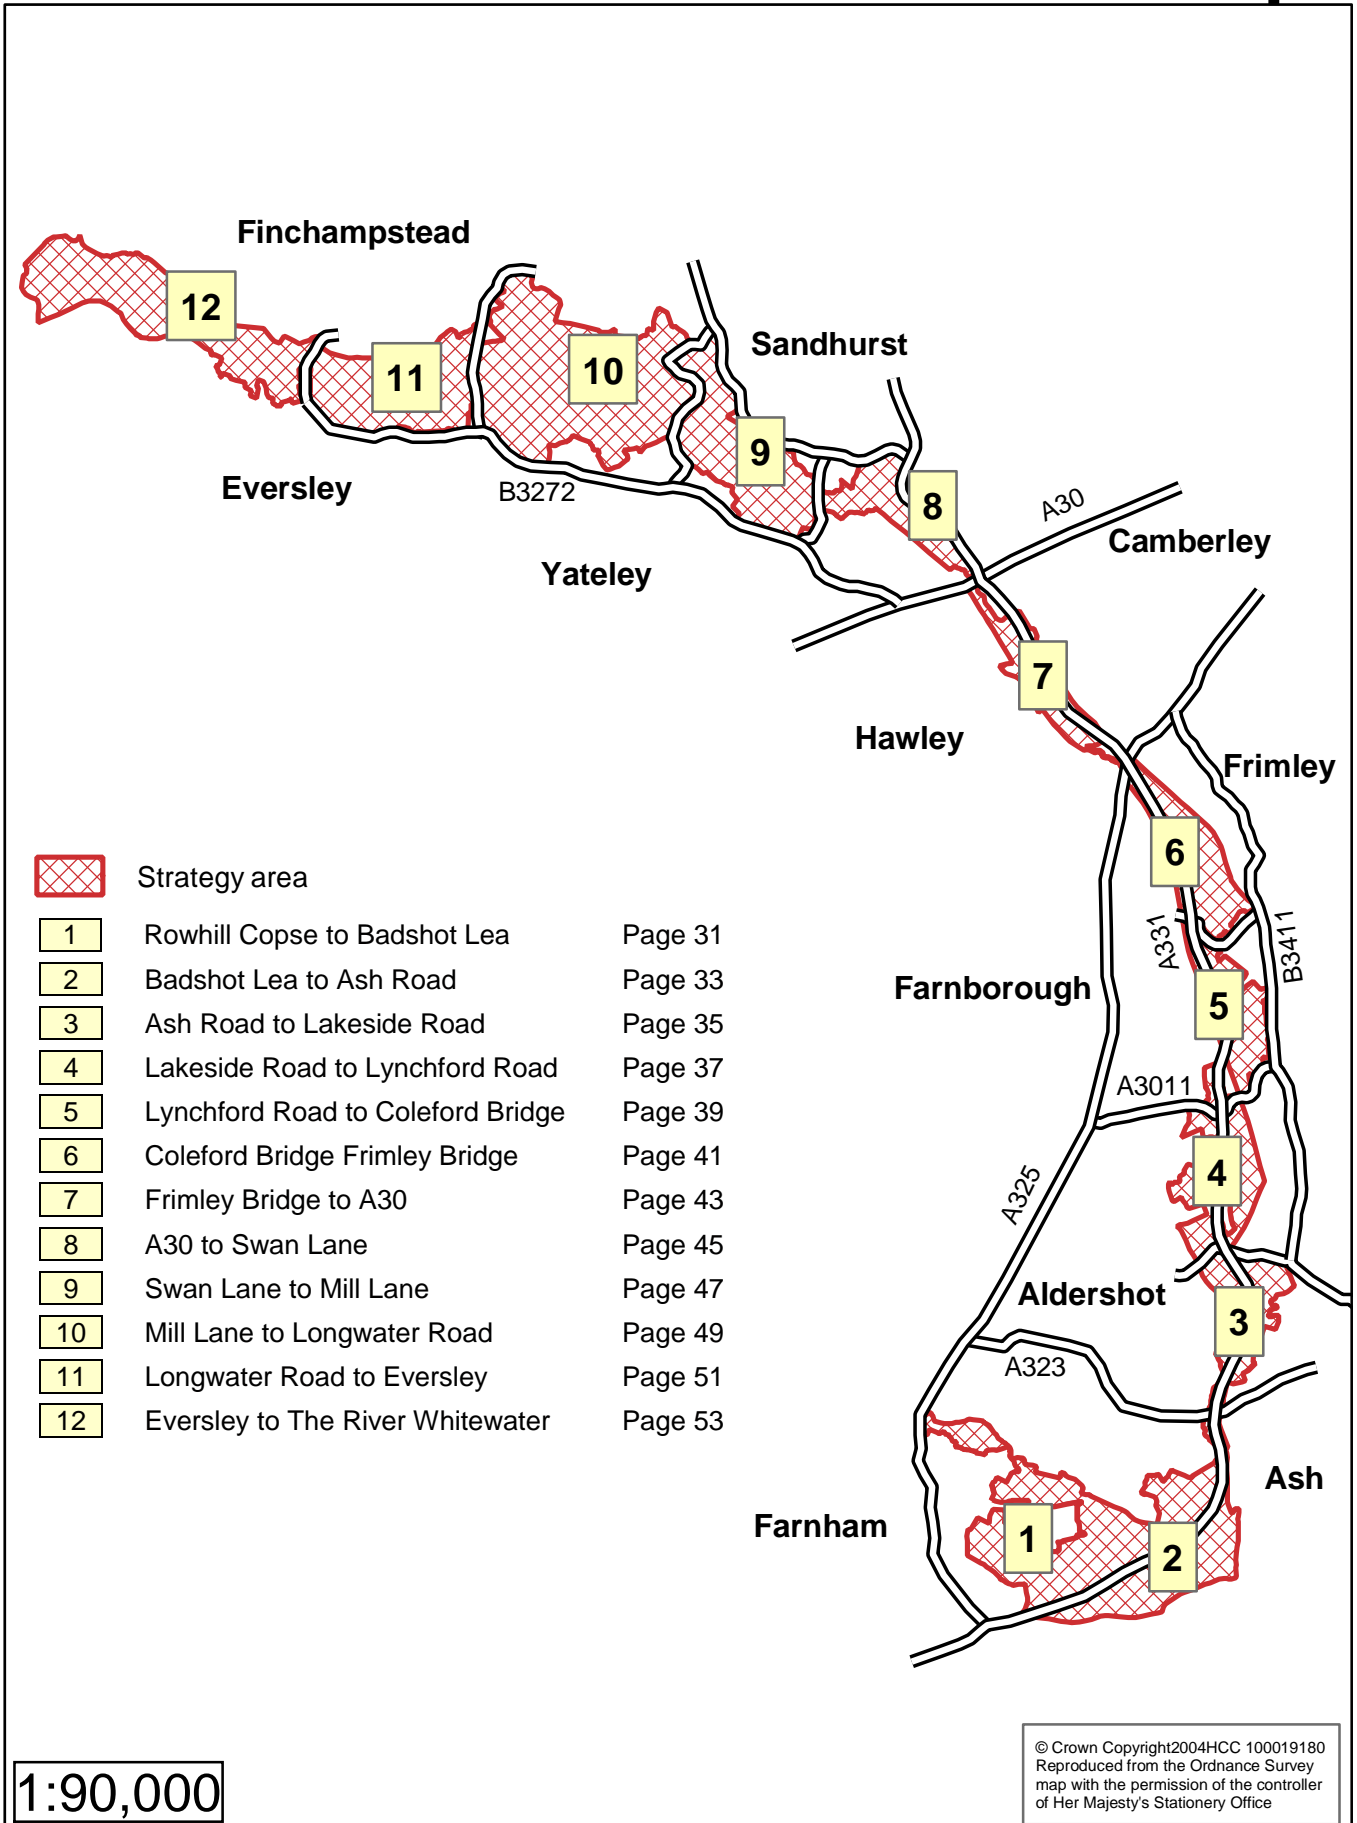 Finchampstead
12
11
10
Sandhurst
9
8
Eversley
B3272
A30
Camberley
Yateley
7
Hawley
Frimley
6
Strategy area
1 Rowhill Copse to Badshot Lea Page 31
2 Badshot Lea to Ash Road Page 33
3 Ash Road to Lakeside Road Page 35
4 Lakeside Road to Lynchford Road Page 37
5 Lynchford Road to Coleford Bridge Page 39
6 Coleford Bridge Frimley Bridge Page 41
7 Frimley Bridge to A30 Page 43
8 A30 to Swan Lane Page 45
9 Swan Lane to Mill Lane Page 47
10 Mill Lane to Longwater Road Page 49
11 Longwater Road to Eversley Page 51
12 Eversley to The River Whitewater Page 53
A331
B3411
Farnborough
5
A3011
4
A325
Aldershot
3
A323
Ash
Farnham
1
2
1:90,000
© Crown Copyright2004HCC 100019180
Reproduced from the Ordnance Survey
map with the permission of the controller
of Her Majesty's Stationery Office